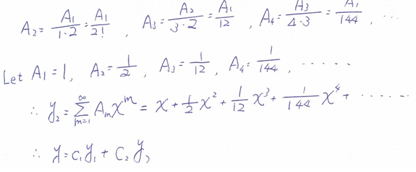 A₂ = A₁/1·2 = A₁/2! , A₃ = A₂/3·2 = A₁/12 , A₄ = A₃/4·3 = A₁/144 , ...
Let A₁ = 1, A₂ = 1/2, A₃ = 1/12, A₄ = 1/144, ......
∴ y₂ = ∑_{m=1}^{∞} Aₘxᵐ = x + 1/2 x² + 1/12 x³ + 1/144 x⁴ + ......
∴ y = c₁y₁ + c₂y₂